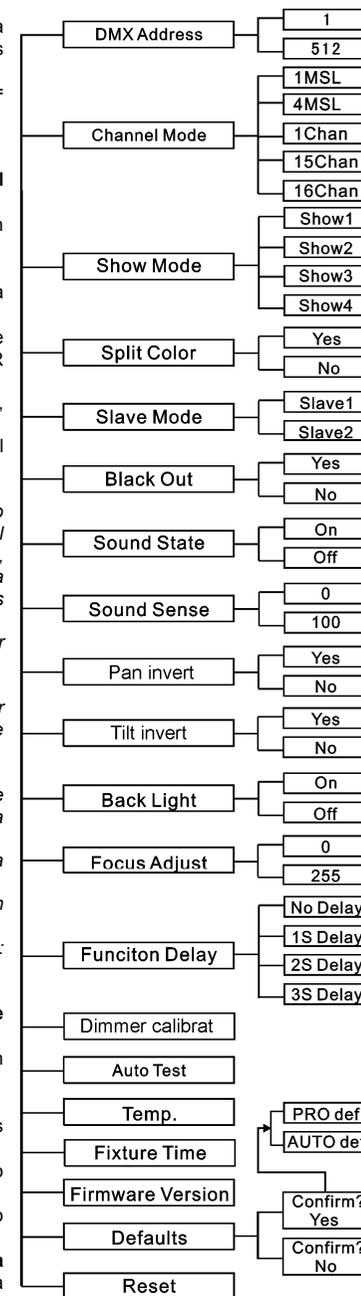 DMX Address
1
512
Channel Mode
1MSL
4MSL
1Chan
15Chan
16Chan
Show Mode
Show1
Show2
Show3
Show4
Split Color
Yes
No
Slave Mode
Slave1
Slave2
Black Out
Yes
No
Sound State
On
Off
Sound Sense
0
100
Pan invert
Yes
No
Tilt invert
Yes
No
Back Light
On
Off
Focus Adjust
0
255
Funciton Delay
No Delay
1S Delay
2S Delay
3S Delay
Dimmer calibrat
Auto Test
Temp.
Fixture Time
Firmware Version
Defaults
PRO def
AUTO de
Confirm?
Yes
Confirm?
No
Reset